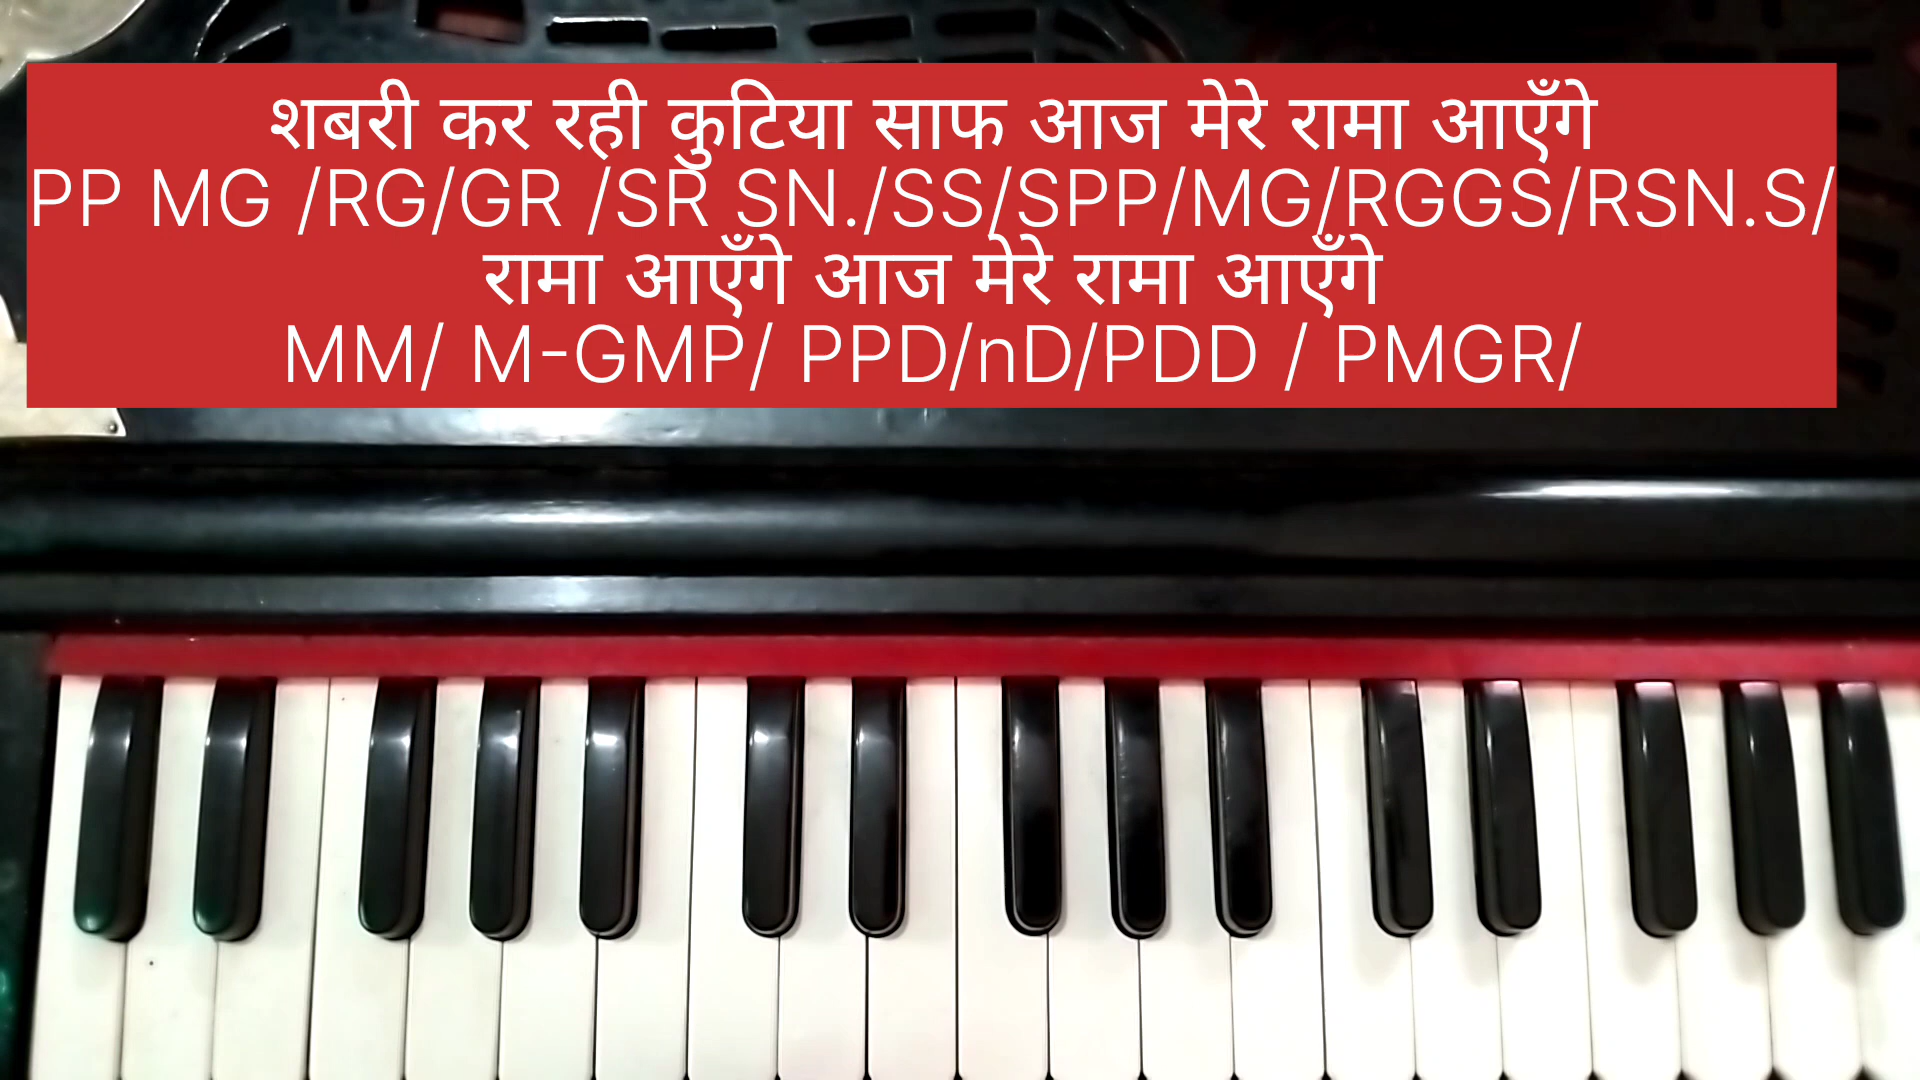 शबरी कर रही कुटिया साफ आज मेरे रामा आएँगे
PP MG /RG/GR /SR SN./SS/SPP/MG/RGGS/RSN.S/
रामा आएँगे आज मेरे रामा आएँगे
MM/ M-GMP/ PPD/nD/PDD / PMGR/